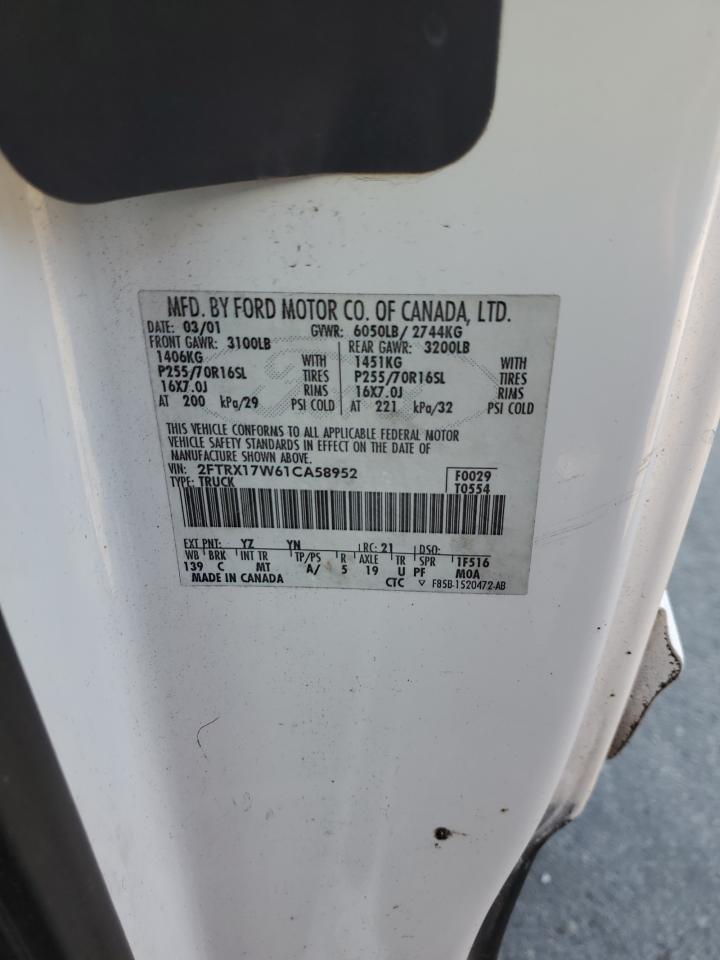 MFD. BY FORD MOTOR CO. OF CANADA, LTD.
DATE: 03/01 GVWR: 6050LB/ 2744KG
FRONT GAWR: 3100LB REAR GAWR: 3200LB
1406KG WITH 1451KG WITH
P255/70R16SL TIRES P255/70R16SL TIRES
16X7.0J RIMS 16X7.0J RIMS
AT 200 kPa/29 PSI COLD AT 221 kPa/32 PSI COLD
THIS VEHICLE CONFORMS TO ALL APPLICABLE FEDERAL MOTOR
VEHICLE SAFETY STANDARDS IN EFFECT ON THE DATE OF
MANUFACTURE SHOWN ABOVE.
VIN: 2FTRX17W61CA58952 F0029
TYPE: TRUCK T0554
EXT PNT: YZ YN RC: 21 DSO:
WB BRK INT TR TP/PS R AXLE TR SPR 1F516
139 C MT A/ 5 19 U PF MOA
MADE IN CANADA CTC ▽ F85B-1520472-AB